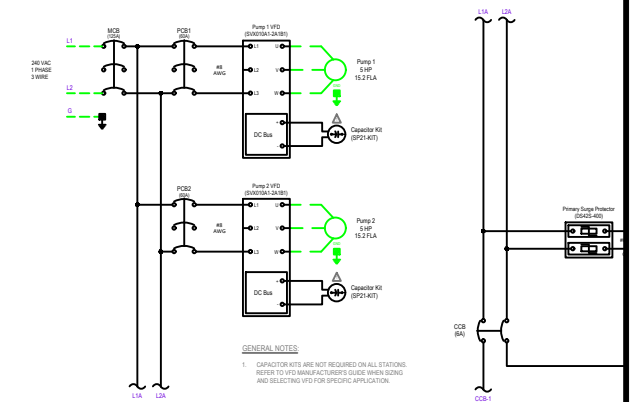 L1A L2A
MCB
(125A)
PCB1
(60A)
Pump 1 VFD
(SVX010A1-2A1B1)
L1
L1 U
240 VAC
1 PHASE
3 WIRE
#8
AWG
L2 V
Pump 1
5 HP
15.2 FLA
L2
L3 W
G
DC Bus
+
-
Capacitor Kit
(SP21-KIT)
PCB2
(60A)
Pump 2 VFD
(SVX010A1-2A1B1)
L1 U
#8
AWG
L2 V
Pump 2
5 HP
15.2 FLA
L3 W
DC Bus
+
-
Capacitor Kit
(SP21-KIT)
Primary Surge Protector
(DS42S-400)
CCB
(6A)
GENERAL NOTES:
1. CAPACITOR KITS ARE NOT REQUIRED ON ALL STATIONS.
REFER TO VFD MANUFACTURER'S GUIDE WHEN SIZING
AND SELECTING VFD FOR SPECIFIC APPLICATION.
L1A L2A
CCB-1